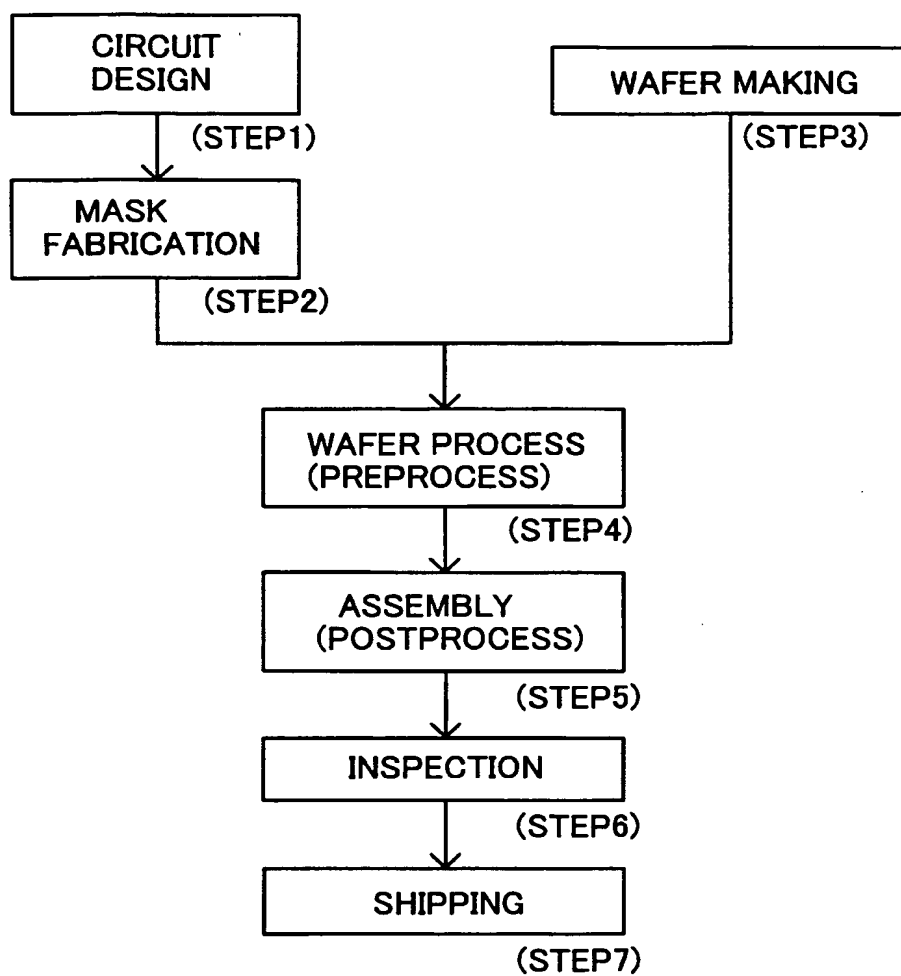 CIRCUIT
DESIGN
(STEP1)
MASK
FABRICATION
(STEP2)
WAFER MAKING
(STEP3)
WAFER PROCESS
(PREPROCESS)
(STEP4)
ASSEMBLY
(POSTPROCESS)
(STEP5)
INSPECTION
(STEP6)
SHIPPING
(STEP7)